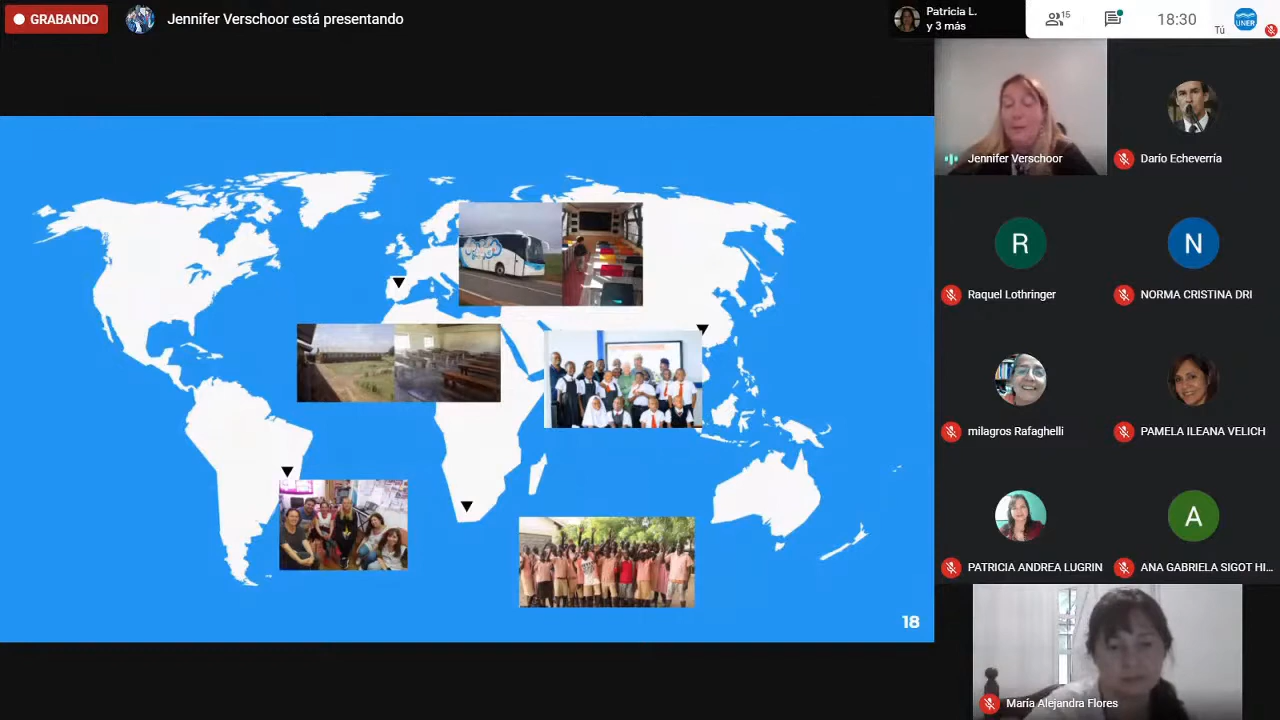 GRABANDO
Jennifer Verschoor está presentando
Patricia L.
y 3 más
15
18:30
Tú
UNER
Jennifer Verschoor
Darío Echeverría
R
N
Raquel Lothringer
NORMA CRISTINA DRI
milagros Rafaghelli
PAMELA ILEANA VELICH
A
PATRICIA ANDREA LUGRIN
ANA GABRIELA SIGOT HI...
María Alejandra Flores
18